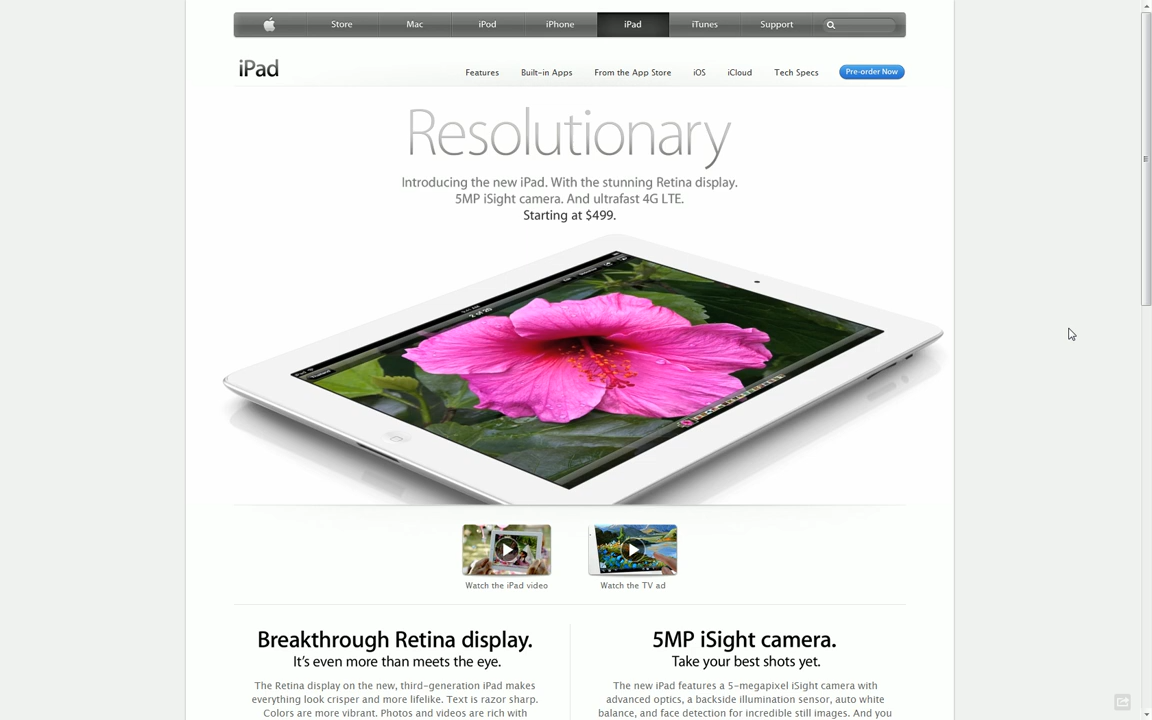 Store Mac iPod iPhone iPad iTunes Support
iPad
Features Built-in Apps From the App Store iOS iCloud Tech Specs Pre-order Now
Resolutionary
Introducing the new iPad. With the stunning Retina display.
5MP iSight camera. And ultrafast 4G LTE.
Starting at $499.
Watch the iPad video Watch the TV ad
Breakthrough Retina display.
It's even more than meets the eye.
The Retina display on the new, third-generation iPad makes
everything look crisper and more lifelike. Text is razor sharp.
Colors are more vibrant. Photos and videos are rich with
5MP iSight camera.
Take your best shots yet.
The new iPad features a 5-megapixel iSight camera with
advanced optics, a backside illumination sensor, auto white
balance, and face detection for incredible still images. And you